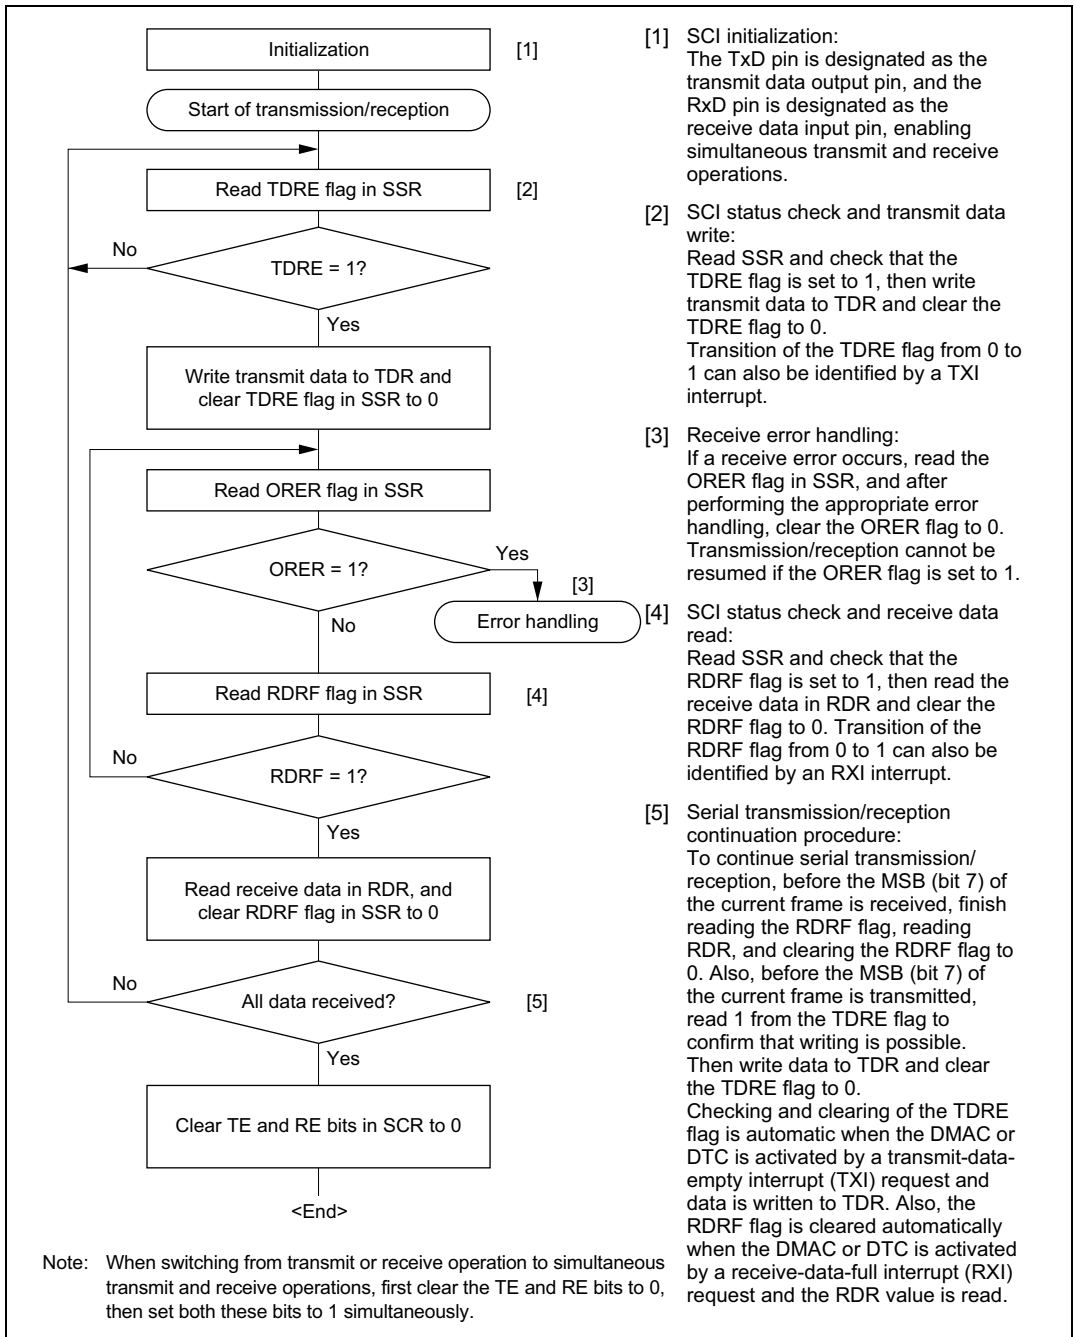 Initialization [1]
Start of transmission/reception
Read TDRE flag in SSR [2]
No
TDRE = 1?
Yes
Write transmit data to TDR and
clear TDRE flag in SSR to 0
Read ORER flag in SSR
Yes
ORER = 1?
[3]
No
Error handling
Read RDRF flag in SSR [4]
No
RDRF = 1?
Yes
Read receive data in RDR, and
clear RDRF flag in SSR to 0
No
All data received? [5]
Yes
Clear TE and RE bits in SCR to 0
<End>
[1] SCI initialization:
The TxD pin is designated as the
transmit data output pin, and the
RxD pin is designated as the
receive data input pin, enabling
simultaneous transmit and receive
operations.
[2] SCI status check and transmit data
write:
Read SSR and check that the
TDRE flag is set to 1, then write
transmit data to TDR and clear the
TDRE flag to 0.
Transition of the TDRE flag from 0 to
1 can also be identified by a TXI
interrupt.
[3] Receive error handling:
If a receive error occurs, read the
ORER flag in SSR, and after
performing the appropriate error
handling, clear the ORER flag to 0.
Transmission/reception cannot be
resumed if the ORER flag is set to 1.
[4] SCI status check and receive data
read:
Read SSR and check that the
RDRF flag is set to 1, then read the
receive data in RDR and clear the
RDRF flag to 0. Transition of the
RDRF flag from 0 to 1 can also be
identified by an RXI interrupt.
[5] Serial transmission/reception
continuation procedure:
To continue serial transmission/
reception, before the MSB (bit 7) of
the current frame is received, finish
reading the RDRF flag, reading
RDR, and clearing the RDRF flag to
0. Also, before the MSB (bit 7) of
the current frame is transmitted,
read 1 from the TDRE flag to
confirm that writing is possible.
Then write data to TDR and clear
the TDRE flag to 0.
Checking and clearing of the TDRE
flag is automatic when the DMAC or
DTC is activated by a transmit-data-
empty interrupt (TXI) request and
data is written to TDR. Also, the
RDRF flag is cleared automatically
when the DMAC or DTC is activated
by a receive-data-full interrupt (RXI)
request and the RDR value is read.
Note: When switching from transmit or receive operation to simultaneous
transmit and receive operations, first clear the TE and RE bits to 0,
then set both these bits to 1 simultaneously.